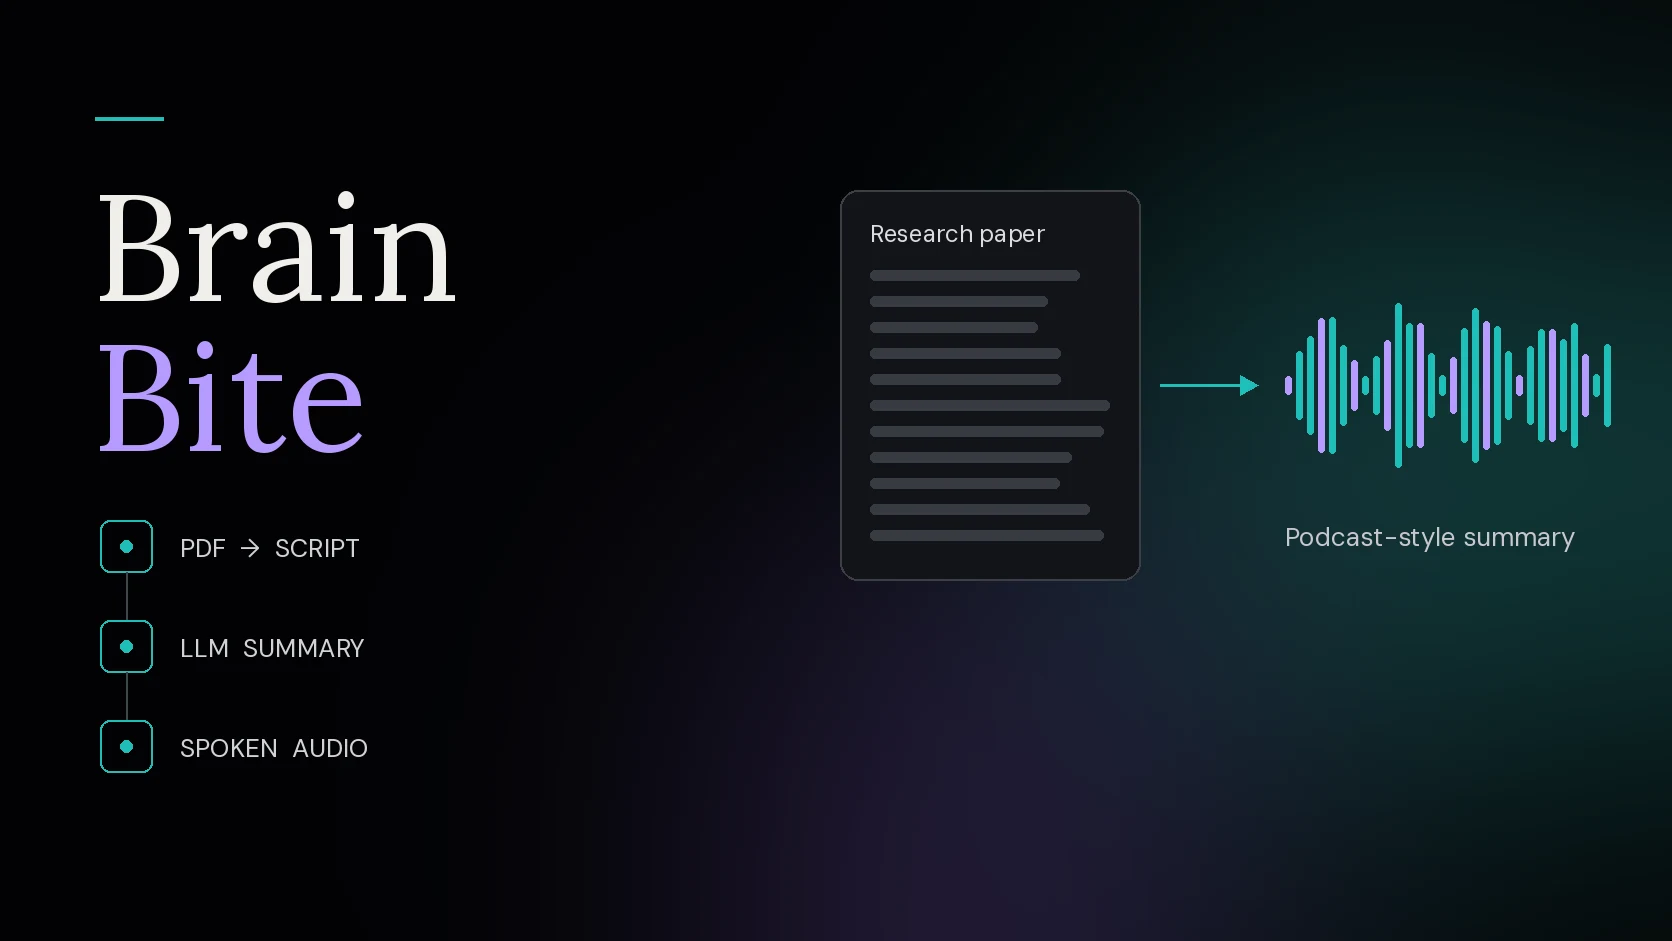 Brain
Bite
PDF → SCRIPT
LLM SUMMARY
SPOKEN AUDIO
Research paper
Podcast-style summary